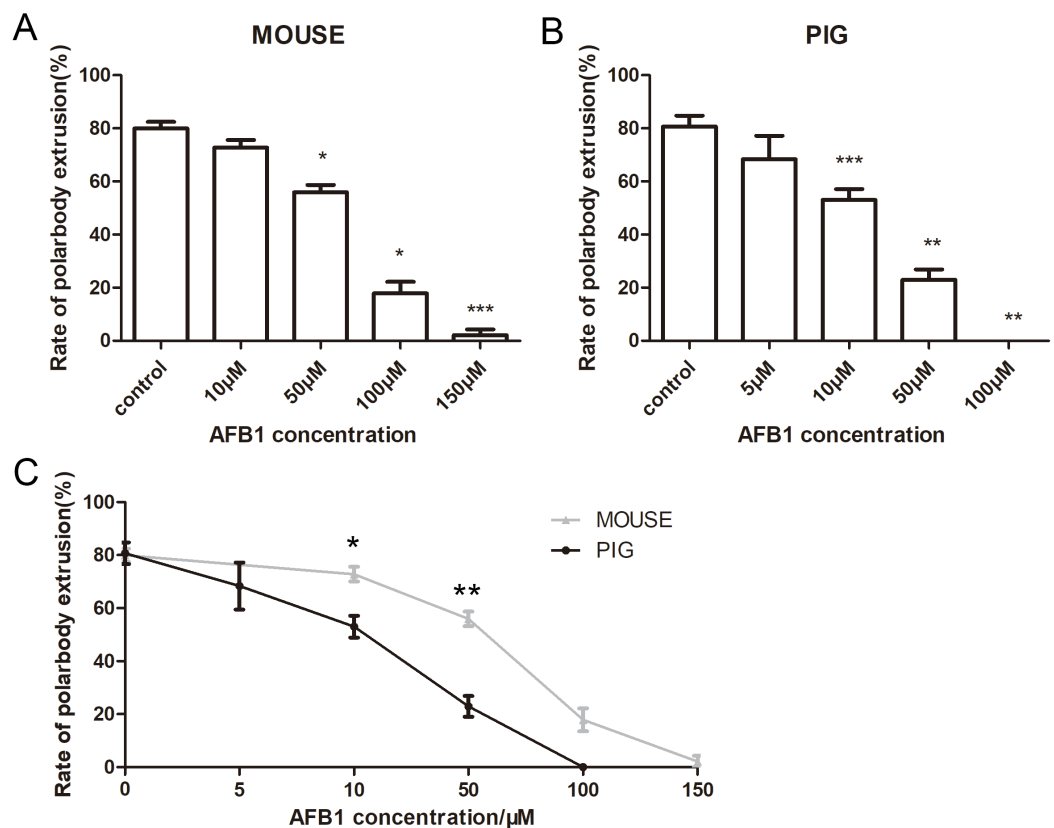 A
MOUSE
Rate of polarbody extrusion(%)
100
80
60
40
20
0
*
*
***
control
10μM
50μM
100μM
150μM
AFB1 concentration
B
PIG
Rate of polarbody extrusion(%)
100
80
60
40
20
0
***
**
**
control
5μM
10μM
50μM
100μM
AFB1 concentration
C
Rate of polarbody extrusion(%)
100
80
60
40
20
0
*
**
MOUSE
PIG
0 5 10 50 100 150
AFB1 concentration/μM